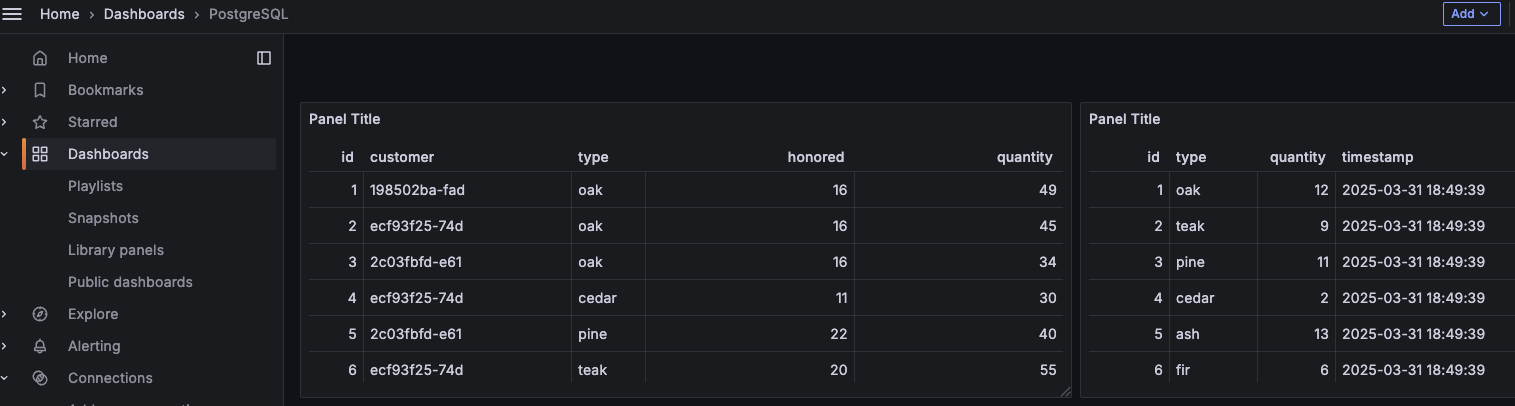 Home > Dashboards > PostgreSQL
Add
Home
Bookmarks
Starred
Dashboards
Playlists
Snapshots
Library panels
Public dashboards
Explore
Alerting
Connections
Panel Title
id customer type honored quantity
1 198502ba-fad oak 16 49
2 ecf93f25-74d oak 16 45
3 2c03fbfd-e61 oak 16 34
4 ecf93f25-74d cedar 11 30
5 2c03fbfd-e61 pine 22 40
6 ecf93f25-74d teak 20 55
Panel Title
id type quantity timestamp
1 oak 12 2025-03-31 18:49:39
2 teak 9 2025-03-31 18:49:39
3 pine 11 2025-03-31 18:49:39
4 cedar 2 2025-03-31 18:49:39
5 ash 13 2025-03-31 18:49:39
6 fir 6 2025-03-31 18:49:39